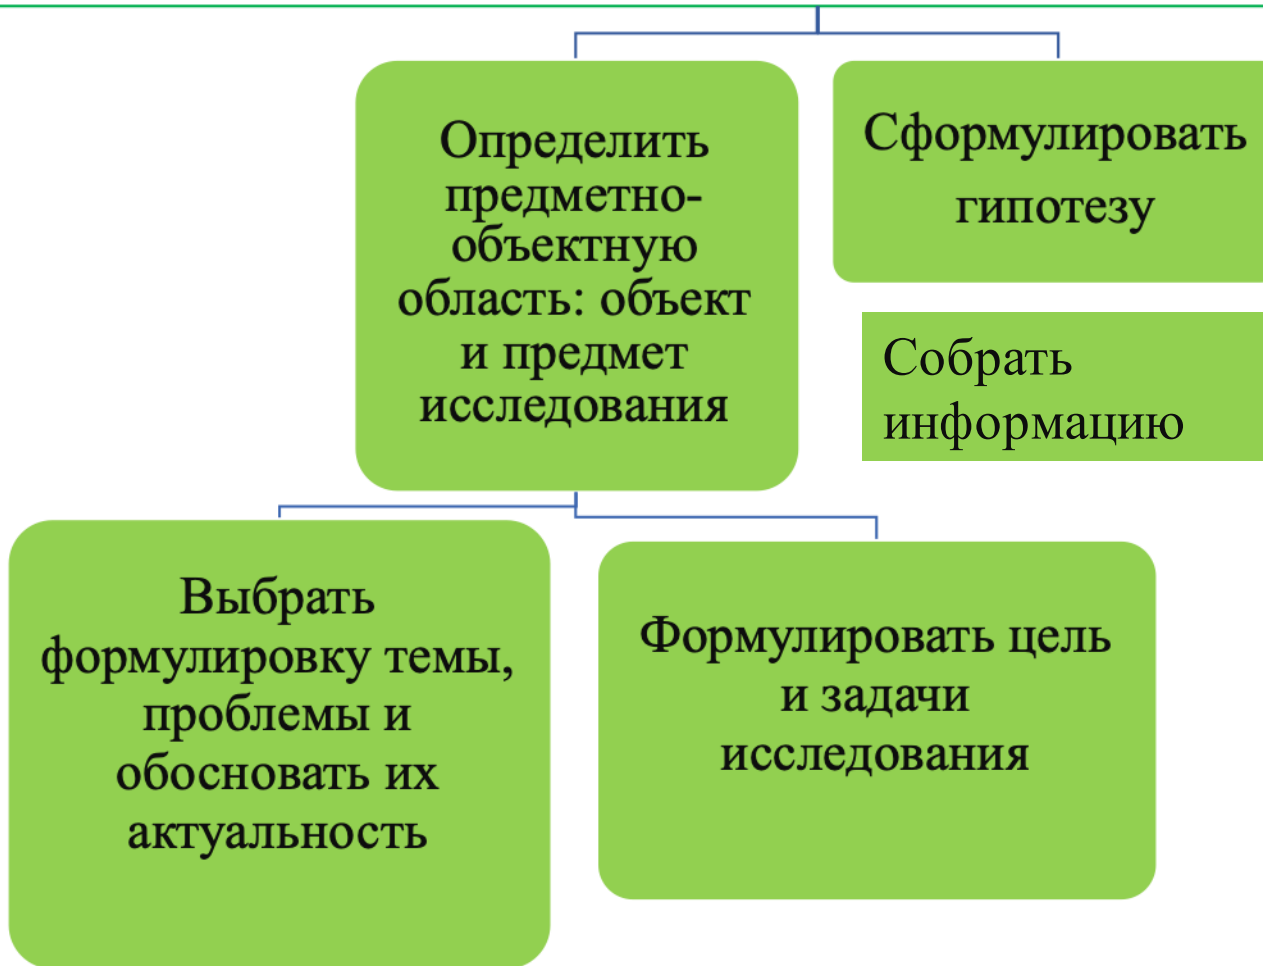 Определить
предметно-
объектную
область: объект
и предмет
исследования
Сформулировать
гипотезу
Собрать
информацию
Выбрать
формулировку темы,
проблемы и
обосновать их
актуальность
Формулировать цель
и задачи
исследования